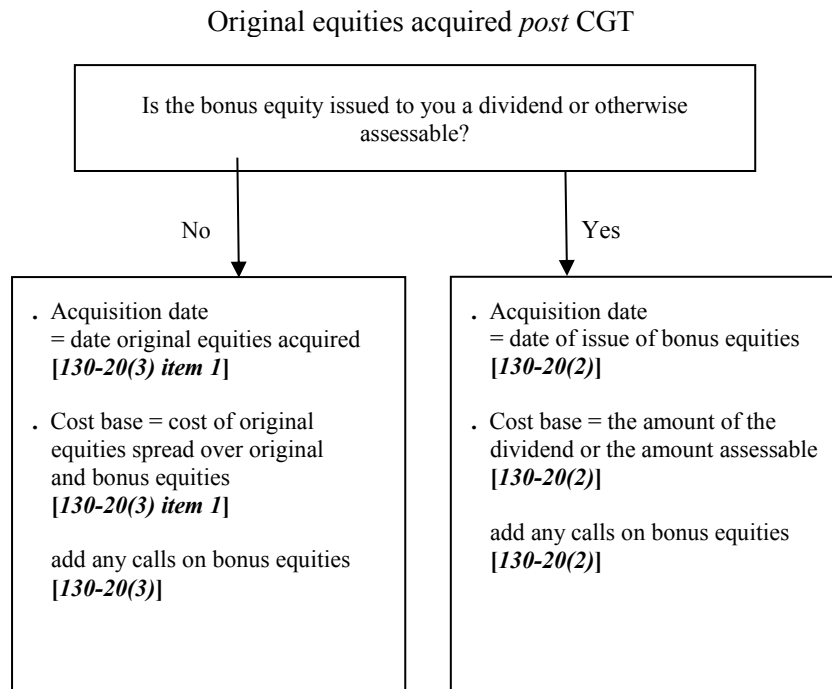 Original equities acquired post CGT
Is the bonus equity issued to you a dividend or otherwise
assessable?
No
Yes
. Acquisition date
= date original equities acquired
[130-20(3) item 1]
. Cost base = cost of original
equities spread over original
and bonus equities
[130-20(3) item 1]
add any calls on bonus equities
[130-20(3)]
. Acquisition date
= date of issue of bonus equities
[130-20(2)]
. Cost base = the amount of the
dividend or the amount assessable
[130-20(2)]
add any calls on bonus equities
[130-20(2)]